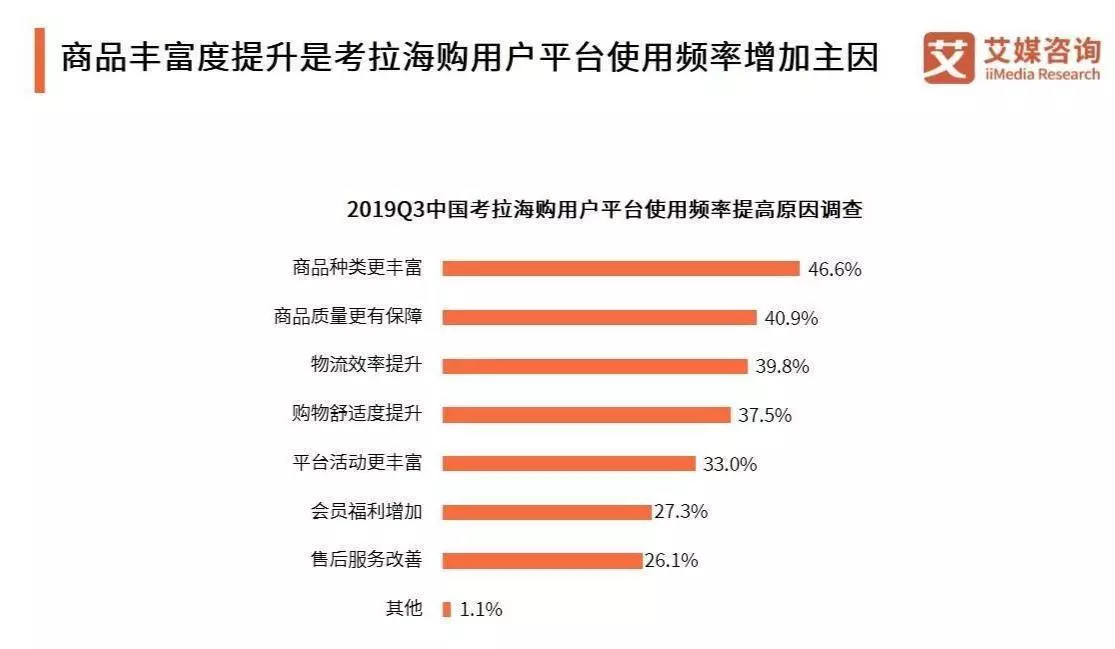 商品丰富度提升是考拉海购用户平台使用频率增加主因
艾 艾媒咨询
iiMedia Research
2019Q3中国考拉海购用户平台使用频率提高原因调查
商品种类更丰富 46.6%
商品质量更有保障 40.9%
物流效率提升 39.8%
购物舒适度提升 37.5%
平台活动更丰富 33.0%
会员福利增加 27.3%
售后服务改善 26.1%
其他 1.1%